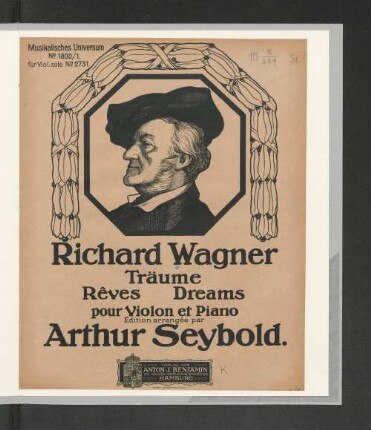 Musikalisches Universum
No 1800/1.
für Viol. solo No 2731.
Richard Wagner
Träume
Rêves Dreams
pour Violon et Piano
Edition arrangée par
Arthur Seybold.
ANTON J. BENJAMIN
HAMBURG
K